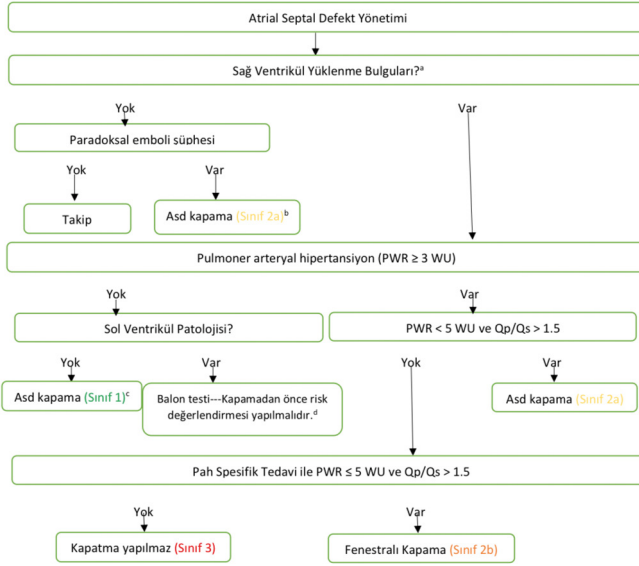 Atrial Septal Defekt Yönetimi
Sağ Ventrikül Yüklenme Bulguları?ᵃ
Yok
Var
Paradoksal emboli süphesi
Yok
Var
Takip
Asd kapama (Sınıf 2a)ᵇ
Pulmoner arteryal hipertansiyon (PWR ≥ 3 WU)
Yok
Var
Sol Ventrikül Patolojisi?
PWR < 5 WU ve Qp/Qs > 1.5
Yok
Var
Yok
Var
Asd kapama (Sınıf 1)ᶜ
Balon testi---Kapamadan önce risk
değerlendirmesi yapılmalıdır.ᵈ
Asd kapama (Sınıf 2a)
Pah Spesifik Tedavi ile PWR ≤ 5 WU ve Qp/Qs > 1.5
Yok
Var
Kapatma yapılmaz (Sınıf 3)
Fenestralı Kapama (Sınıf 2b)